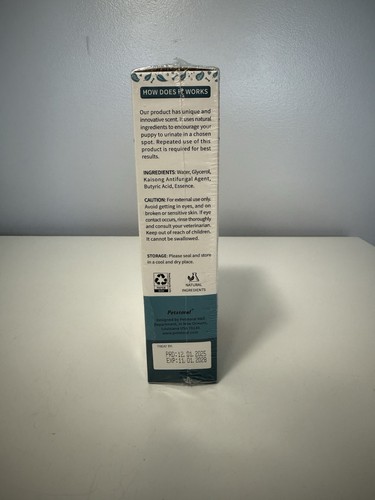 HOW DOES IT WORKS
Our product has unique and
innovative scent. It uses natural
ingredients to encourage your
puppy to urinate in a chosen
spot. Repeated use of this
product is required for best
results.
INGREDIENTS: Water, Glycerol,
Kaisong Antifungal Agent,
Butyric Acid, Essence.
CAUTION: For external use only.
Avoid getting in eyes, and on
broken or sensitive skin. If eye
contact occurs, rinse thoroughly
and consult your veterinarian.
Keep out of reach of children.
It cannot be swallowed.
STORAGE: Please seal and store
in a cool and dry place.
NATURAL
INGREDIENTS
PRD:12.01.2025
EXP:11.01.2028